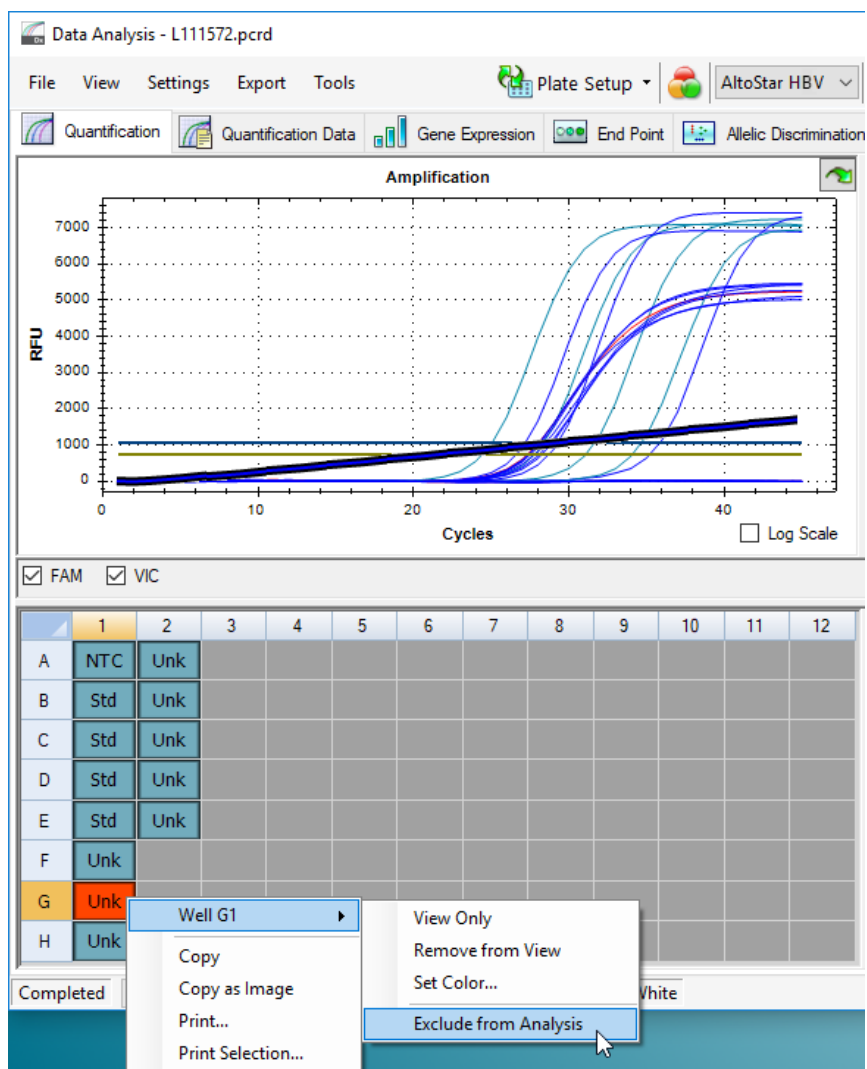 Data Analysis - L111572.pcrd
File View Settings Export Tools Plate Setup AltoStar HBV
Quantification Quantification Data Gene Expression End Point Allelic Discrimination
Amplification
7000
6000
5000
4000
3000
2000
1000
0
RFU
0 10 20 30 40
Cycles
Log Scale
FAM VIC
1 2 3 4 5 6 7 8 9 10 11 12
A NTC Unk
B Std Unk
C Std Unk
D Std Unk
E Std Unk
F Unk
G Unk
H Unk
Well G1
Copy
Copy as Image
Print...
Print Selection...
View Only
Remove from View
Set Color...
Exclude from Analysis
Completed